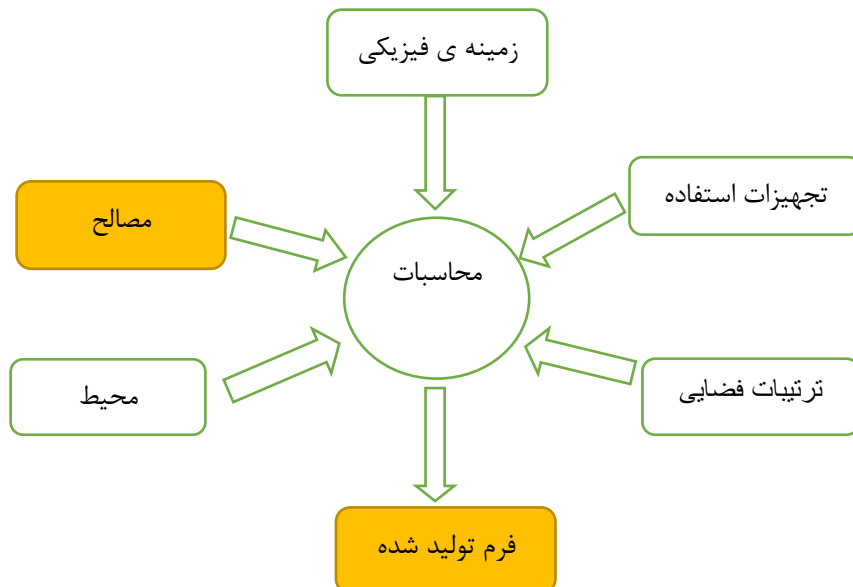 زمینه ی فیزیکی
تجهیزات استفاده
مصالح
محاسبات
ترتیبات فضایی
محیط
فرم تولید شده